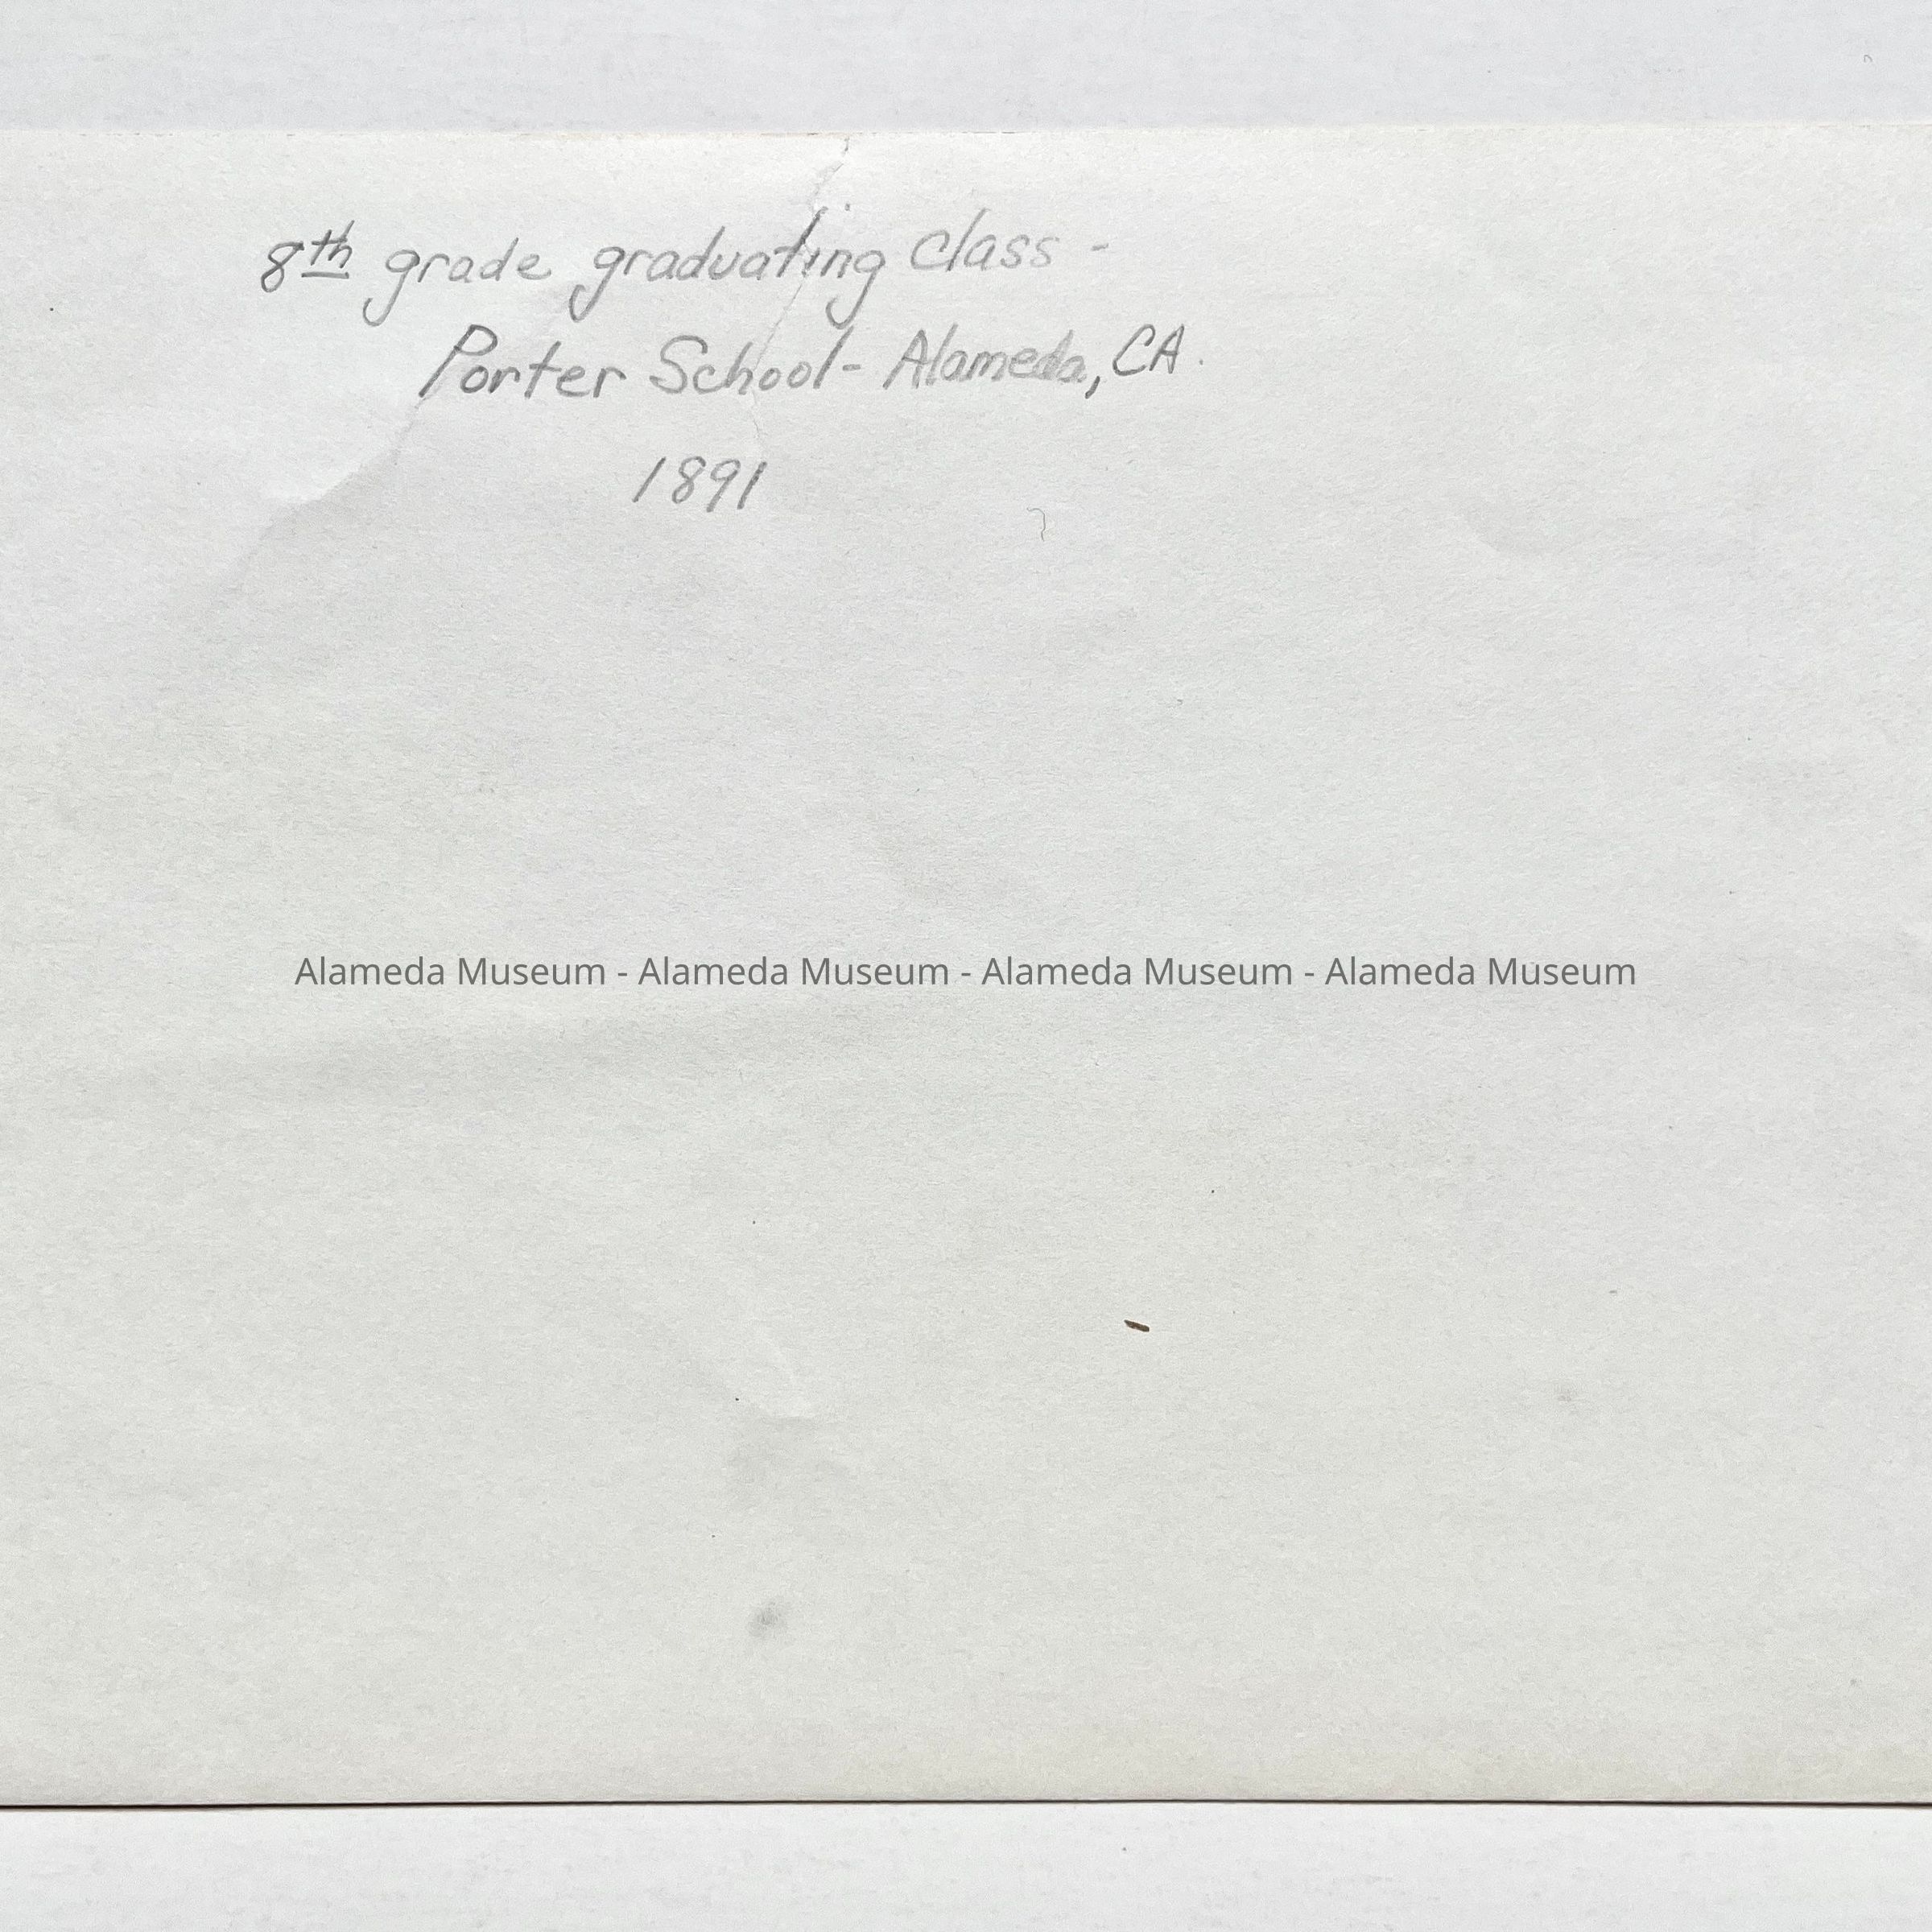 8th grade graduating class -
Porter School - Alameda, CA.
1891
Alameda Museum - Alameda Museum - Alameda Museum - Alameda Museum